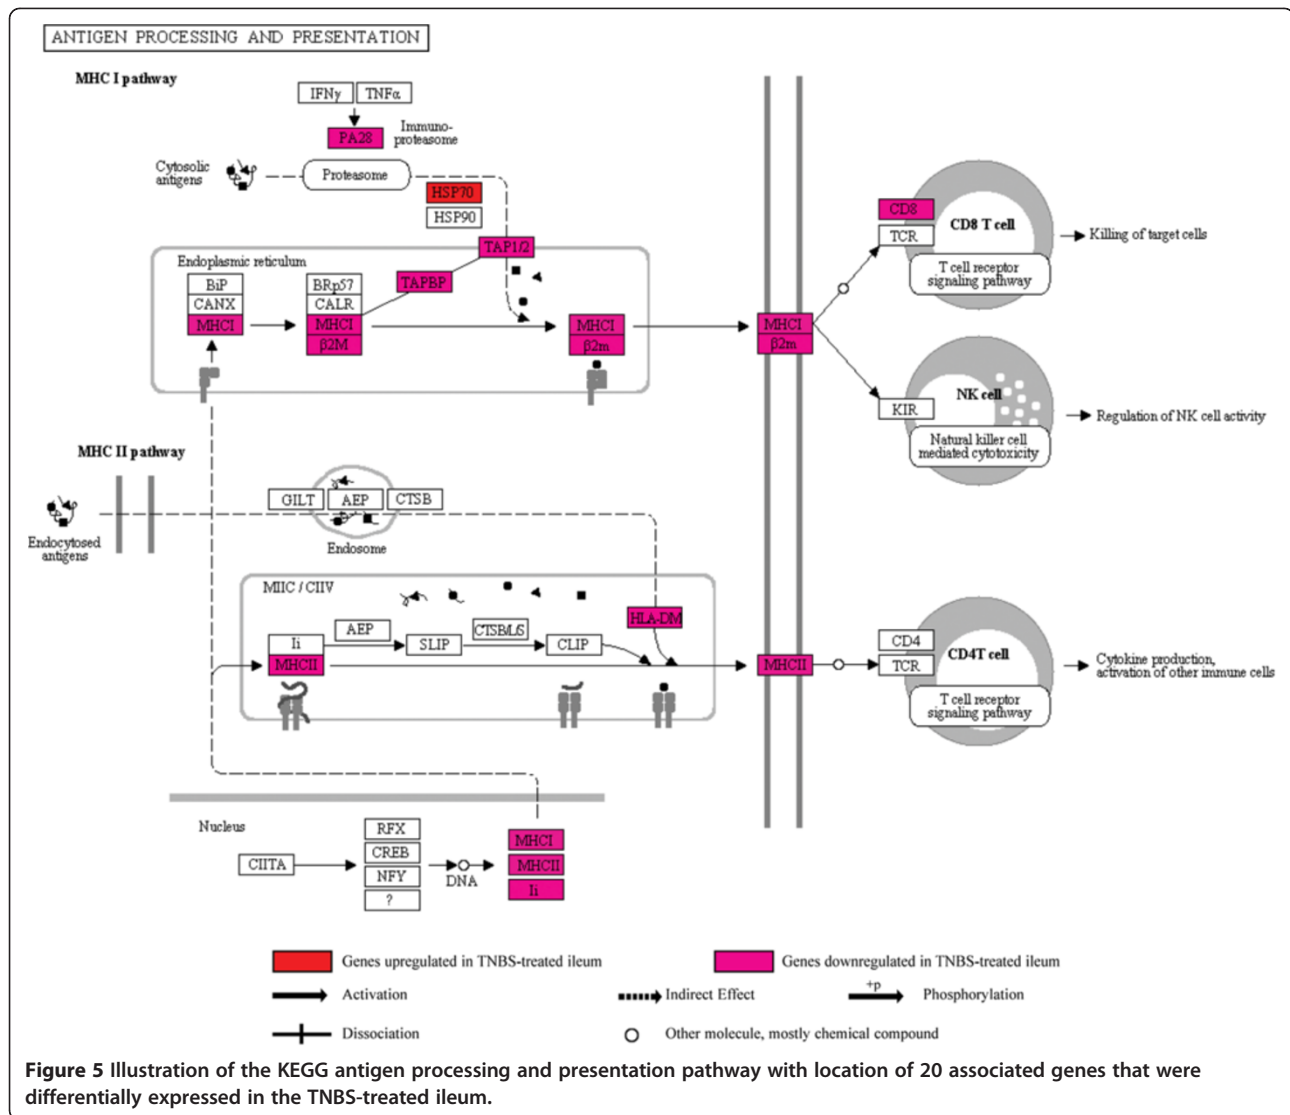 ANTIGEN PROCESSING AND PRESENTATION
MHC I pathway
IFNγ
TNFα
PA28
Immuno-
proteasome
Cytosolic
antigens
Proteasome
HSP70
HSP90
TAP1/2
Endoplasmic reticulum
BiP
CANX
MHCI
BRp57
CALR
MHCI
β2M
TAPBP
MHCI
β2m
MHCI
β2m
CD8
TCR
CD8 T cell
T cell receptor
signaling pathway
Killing of target cells
KIR
NK cell
Natural killer cell
mediated cytotoxicity
Regulation of NK cell activity
MHC II pathway
Endocytosed
antigens
GILT
AEP
CTSB
Endosome
MIIC / CIIV
Ii
MHCII
AEP
SLIP
CTSB/L/S
CLIP
HLA-DM
MHCII
CD4
TCR
CD4T cell
T cell receptor
signaling pathway
Cytokine production,
activation of other immune cells
Nucleus
CIITA
RFX
CREB
NFY
?
DNA
MHCI
MHCII
Ii
Genes upregulated in TNBS-treated ileum
Genes downregulated in TNBS-treated ileum
Activation
Indirect Effect
+p
Phosphorylation
Dissociation
Other molecule, mostly chemical compound
Figure 5 Illustration of the KEGG antigen processing and presentation pathway with location of 20 associated genes that were
differentially expressed in the TNBS-treated ileum.